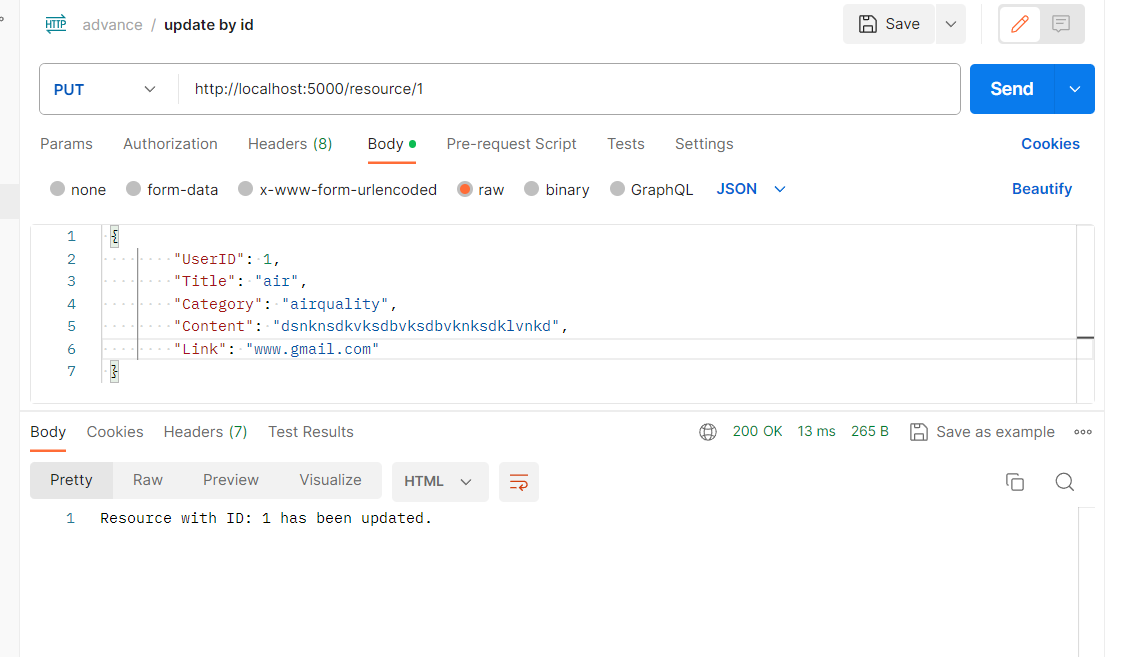 HTTP advance / update by id Save
PUT http://localhost:5000/resource/1 Send
Params Authorization Headers (8) Body Pre-request Script Tests Settings Cookies
none form-data x-www-form-urlencoded raw binary GraphQL JSON Beautify
1 {
2 "UserID": 1,
3 "Title": "air",
4 "Category": "airquality",
5 "Content": "dsnknsdkvksdbvksdbvknksdklvnkd",
6 "Link": "www.gmail.com"
7 }
Body Cookies Headers (7) Test Results 200 OK 13 ms 265 B Save as example
Pretty Raw Preview Visualize HTML
1 Resource with ID: 1 has been updated.